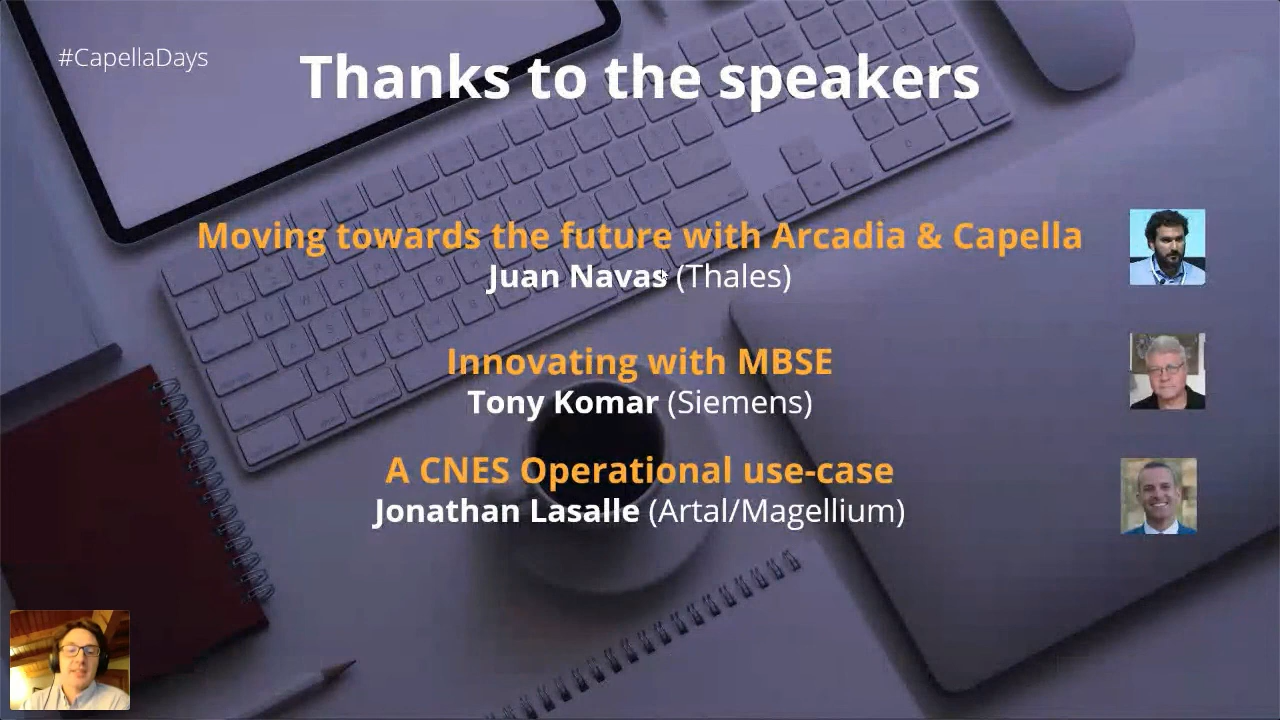 #CapellaDays
Thanks to the speakers
Moving towards the future with Arcadia & Capella
Juan Navas (Thales)
Innovating with MBSE
Tony Komar (Siemens)
A CNES Operational use-case
Jonathan Lasalle (Artal/Magellium)